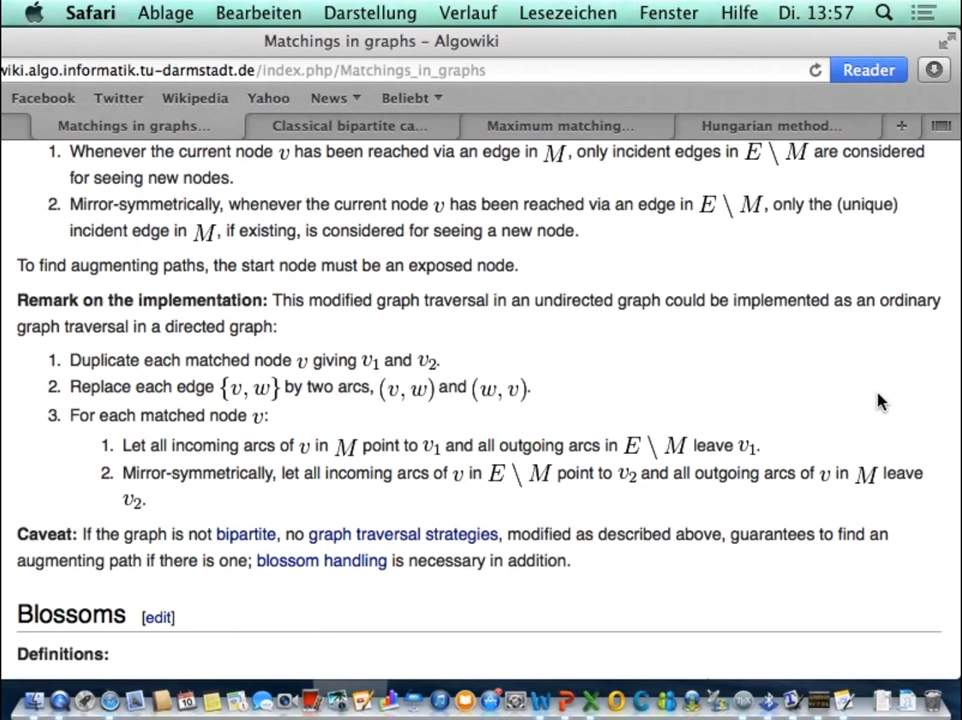 Safari Ablage Bearbeiten Darstellung Verlauf Lesezeichen Fenster Hilfe Di. 13:57
Matchings in graphs – Algowiki
wiki.algo.informatik.tu-darmstadt.de/index.php/Matchings_in_graphs Reader
Facebook Twitter Wikipedia Yahoo News ▾ Beliebt ▾
Matchings in graphs... Classical bipartite ca... Maximum matching... Hungarian method... +
1. Whenever the current node v has been reached via an edge in M, only incident edges in E \ M are considered
for seeing new nodes.
2. Mirror-symmetrically, whenever the current node v has been reached via an edge in E \ M, only the (unique)
incident edge in M, if existing, is considered for seeing a new node.
To find augmenting paths, the start node must be an exposed node.
Remark on the implementation: This modified graph traversal in an undirected graph could be implemented as an ordinary
graph traversal in a directed graph:
1. Duplicate each matched node v giving v₁ and v₂.
2. Replace each edge {v, w} by two arcs, (v, w) and (w, v).
3. For each matched node v:
1. Let all incoming arcs of v in M point to v₁ and all outgoing arcs in E \ M leave v₁.
2. Mirror-symmetrically, let all incoming arcs of v in E \ M point to v₂ and all outgoing arcs of v in M leave
v₂.
Caveat: If the graph is not bipartite, no graph traversal strategies, modified as described above, guarantees to find an
augmenting path if there is one; blossom handling is necessary in addition.
Blossoms [edit]
Definitions: